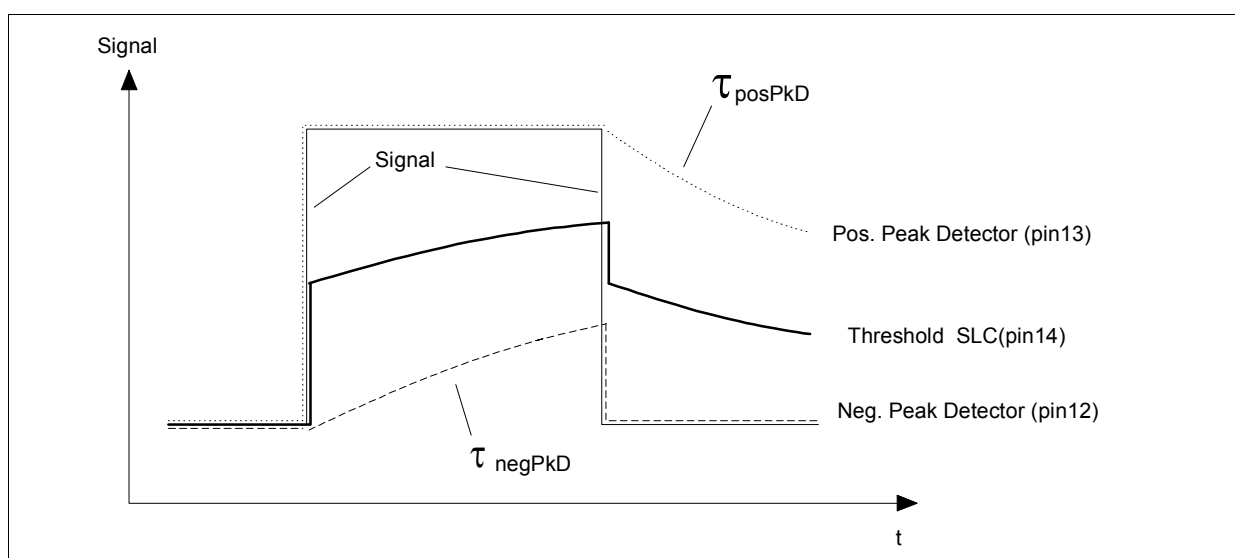 Signal
τ posPkD
Signal
Pos. Peak Detector (pin13)
Threshold SLC(pin14)
Neg. Peak Detector (pin12)
τ negPkD
t